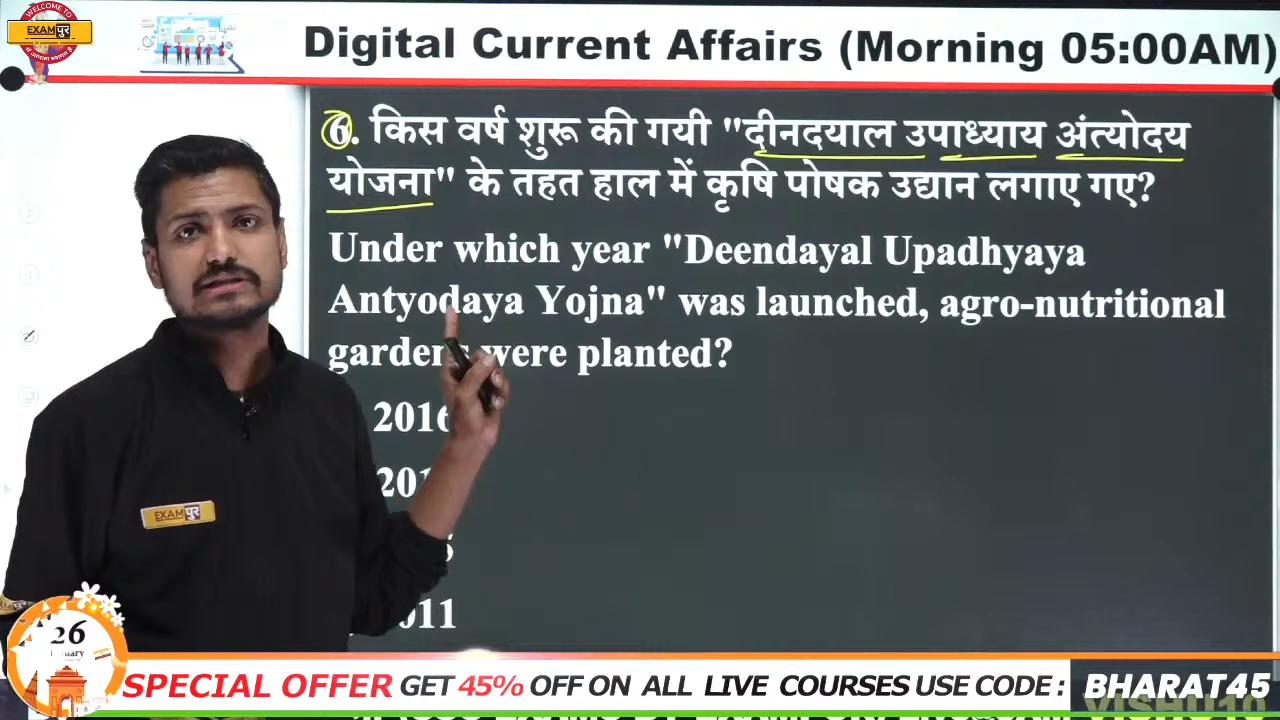 WELCOME TO
EXAMपुर
Digital Current Affairs (Morning 05:00AM)
6. किस वर्ष शुरू की गयी "दीनदयाल उपाध्याय अंत्योदय
योजना" के तहत हाल में कृषि पोषक उद्यान लगाए गए?
Under which year "Deendayal Upadhyaya
Antyodaya Yojna" was launched, agro-nutritional
gardens were planted?
2016
2011
EXAMपुर
26
SPECIAL OFFER GET 45% OFF ON ALL LIVE COURSES USE CODE : BHARAT45